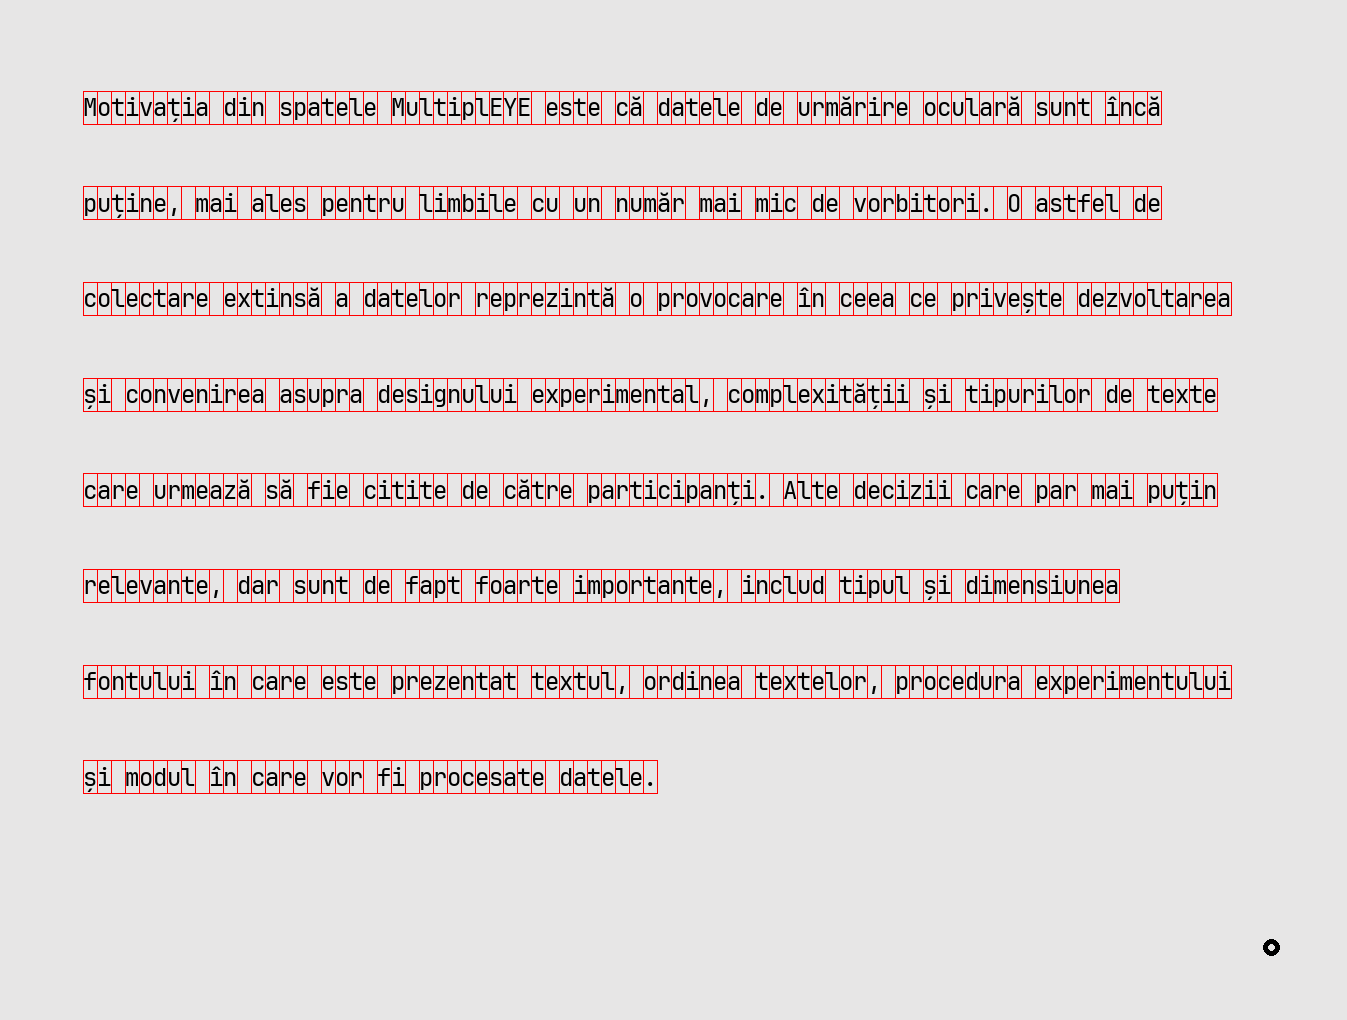 Motivația din spatele MultiplEYE este că datele de urmărire oculară sunt încă
puține, mai ales pentru limbile cu un număr mai mic de vorbitori. O astfel de
colectare extinsă a datelor reprezintă o provocare în ceea ce privește dezvoltarea
și convenirea asupra designului experimental, complexității și tipurilor de texte
care urmează să fie citite de către participanți. Alte decizii care par mai puțin
relevante, dar sunt de fapt foarte importante, includ tipul și dimensiunea
fontului în care este prezentat textul, ordinea textelor, procedura experimentului
și modul în care vor fi procesate datele.